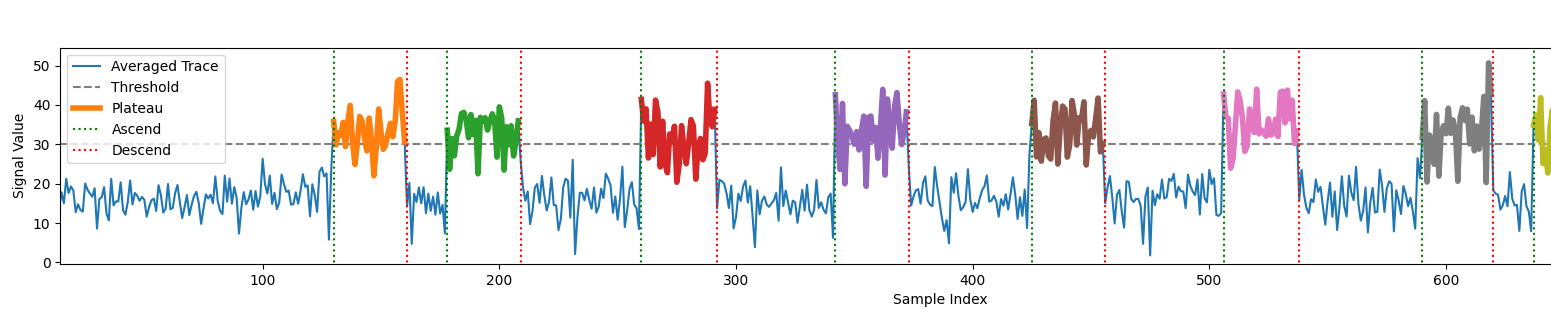 50
40
30
20
10
0
Signal Value
Averaged Trace
Threshold
Plateau
Ascend
Descend
100 200 300 400 500 600
Sample Index